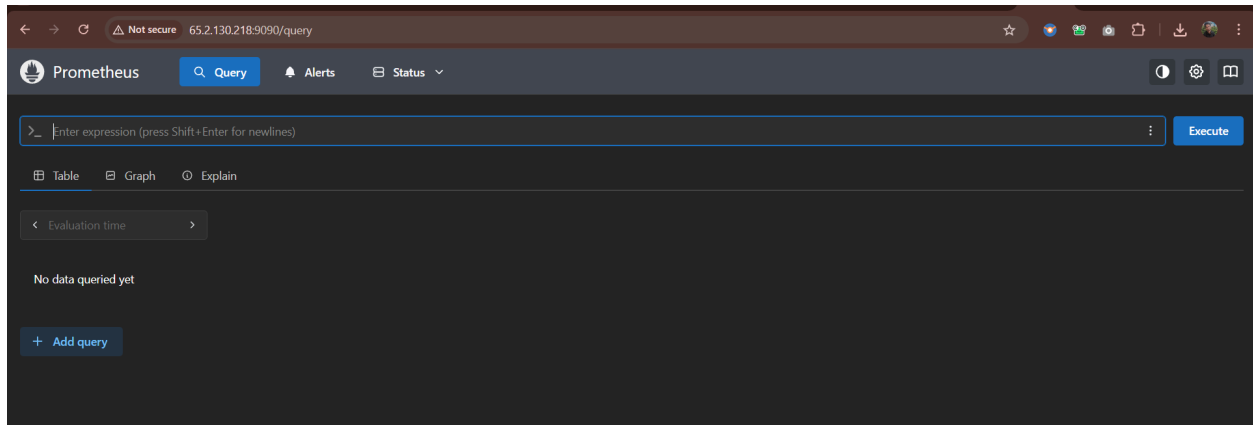 Not secure 65.2.130.218:9090/query
Prometheus Query Alerts Status
>_ Enter expression (press Shift+Enter for newlines) Execute
Table Graph Explain
Evaluation time
No data queried yet
+ Add query